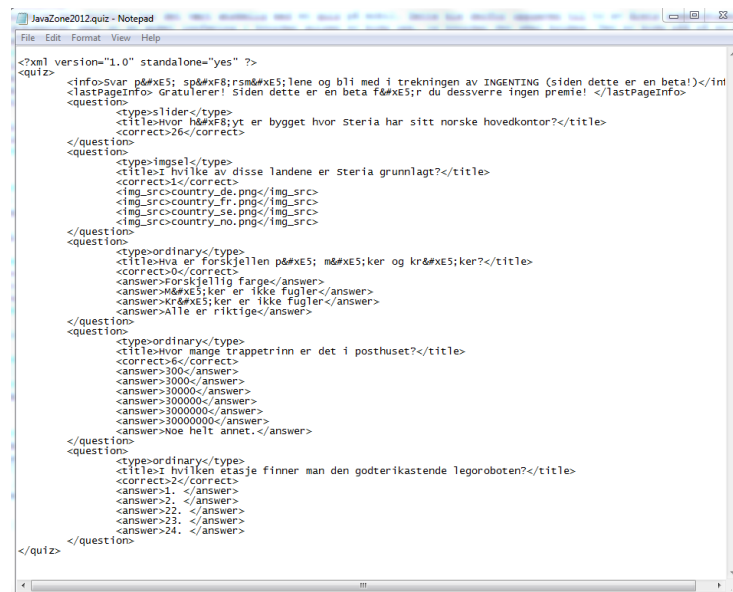 JavaZone2012.quiz - Notepad
File Edit Format View Help
<?xml version="1.0" standalone="yes" ?>
<quiz>
<info>Svar p&#xE5; sp&#xF8;rsm&#xE5;lene og bli med i trekningen av INGENTING (siden dette er en beta!)</inf
<lastPageInfo> Gratulerer! Siden dette er en beta f&#xE5;r du dessverre ingen premie! </lastPageInfo>
<question>
<type>slider</type>
<title>Hvor h&#xF8;yt er bygget hvor Steria har sitt norske hovedkontor?</title>
<correct>26</correct>
</question>
<question>
<type>imgsel</type>
<title>I hvilke av disse landene er Steria grunnlagt?</title>
<correct>1</correct>
<img_src>country_de.png</img_src>
<img_src>country_fr.png</img_src>
<img_src>country_se.png</img_src>
<img_src>country_no.png</img_src>
</question>
<question>
<type>ordinary</type>
<title>Hva er forskjellen p&#xE5; m&#xE5;ker og kr&#xE5;ker?</title>
<correct>0</correct>
<answer>Forskjellig farge</answer>
<answer>M&#xE5;ker er ikke fugler</answer>
<answer>Kr&#xE5;ker er ikke fugler</answer>
<answer>Alle er riktige</answer>
</question>
<question>
<type>ordinary</type>
<title>Hvor mange trappetrinn er det i posthuset?</title>
<correct>6</correct>
<answer>300</answer>
<answer>3000</answer>
<answer>30000</answer>
<answer>300000</answer>
<answer>3000000</answer>
<answer>30000000</answer>
<answer>Noe helt annet.</answer>
</question>
<question>
<type>ordinary</type>
<title>I hvilken etasje finner man den godterikastende legoroboten?</title>
<correct>2</correct>
<answer>1. </answer>
<answer>2. </answer>
<answer>22. </answer>
<answer>23. </answer>
<answer>24. </answer>
</question>
</quiz>